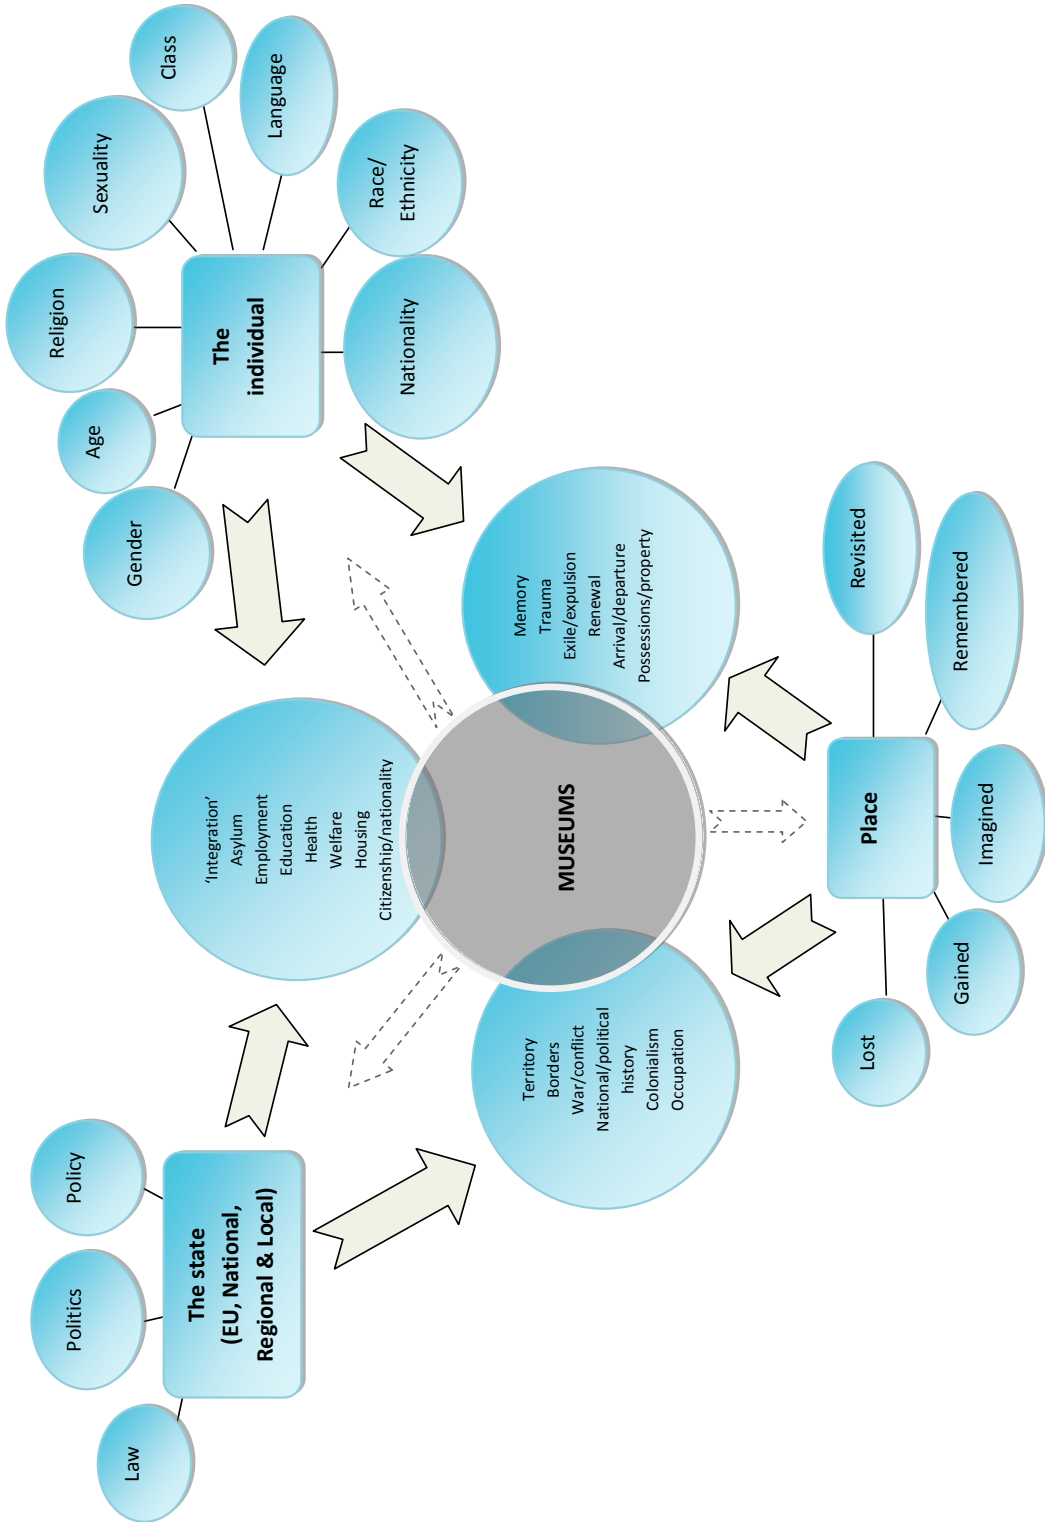 Law
Politics
Policy
The state
(EU, National,
Regional & Local)
Gender
Age
Religion
Sexuality
Class
Language
Race/
Ethnicity
Nationality
The
individual
'Integration'
Asylum
Employment
Education
Health
Welfare
Housing
Citizenship/nationality
Territory
Borders
War/conflict
National/political
history
Colonialism
Occupation
MUSEUMS
Memory
Trauma
Exile/expulsion
Renewal
Arrival/departure
Possessions/property
Place
Lost
Gained
Imagined
Remembered
Revisited